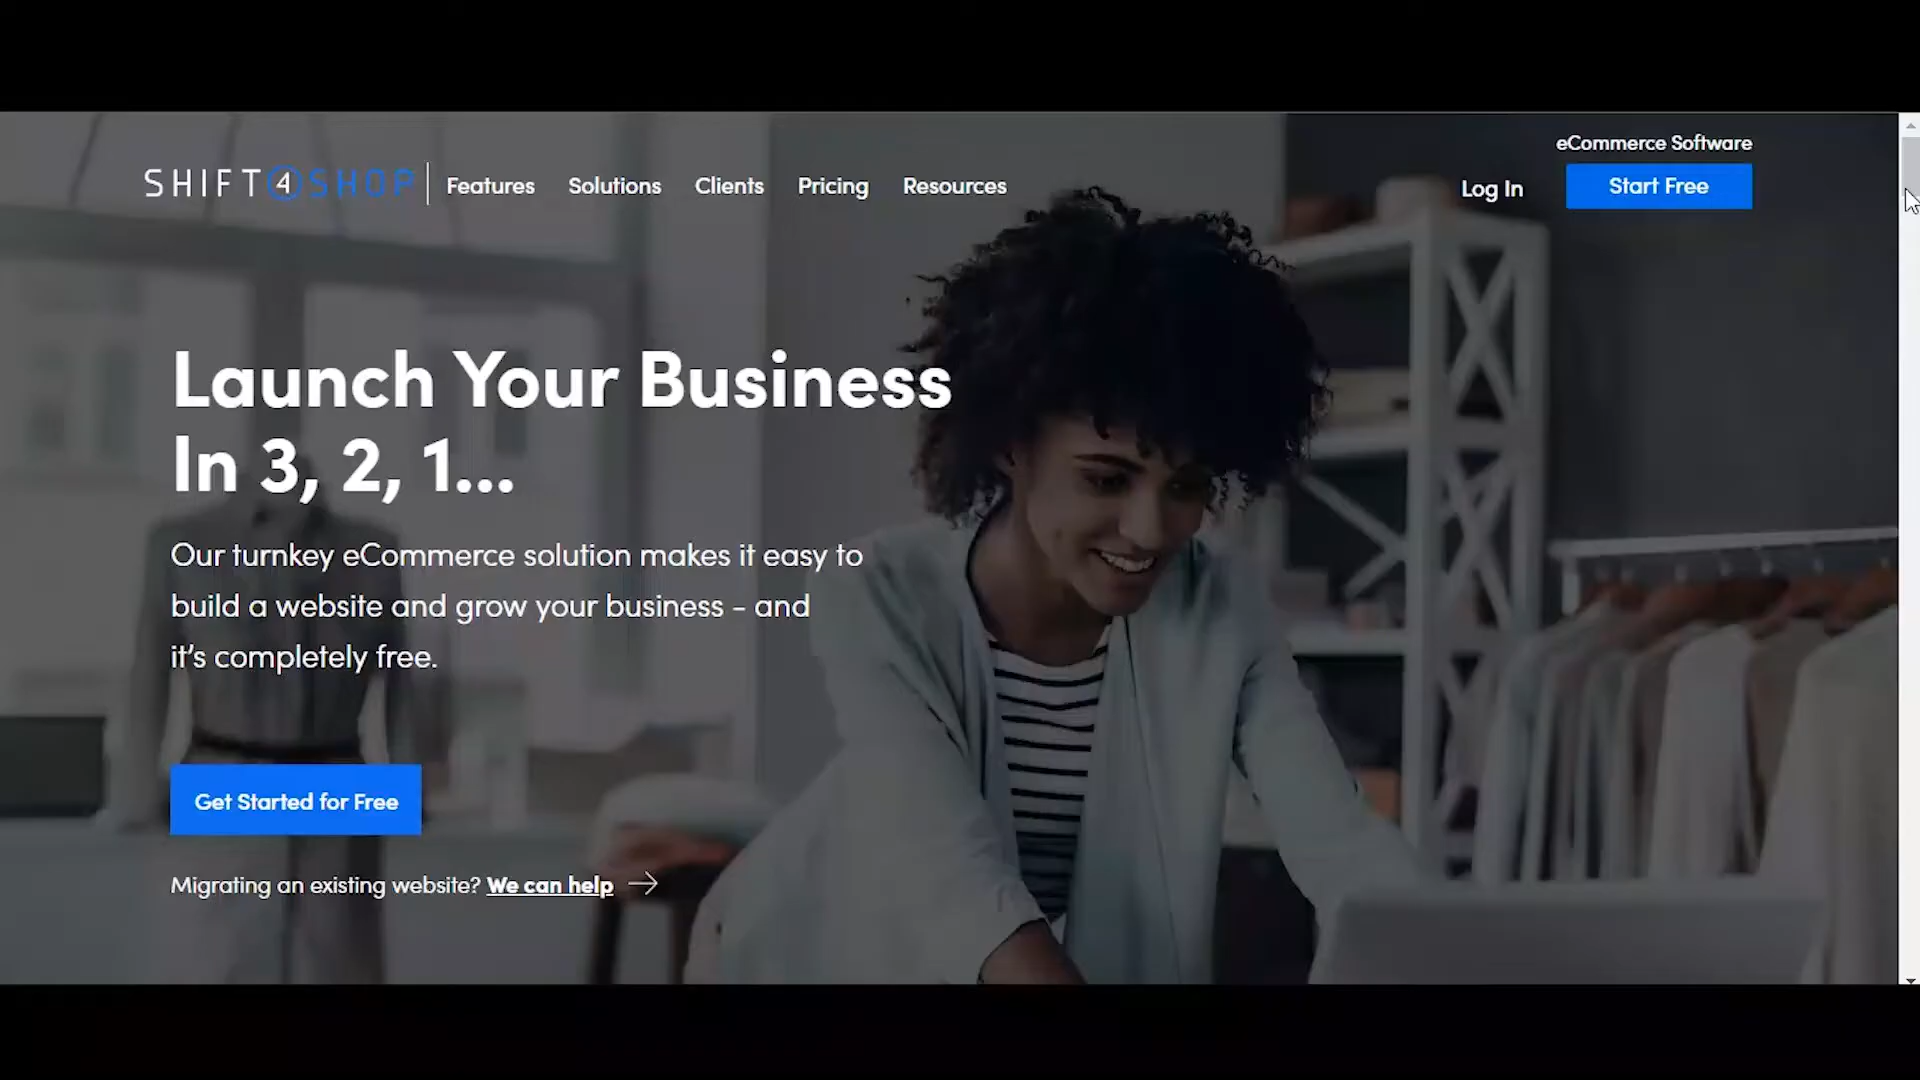 eCommerce Software
SHIFT4SHOP Features Solutions Clients Pricing Resources Log In Start Free
Launch Your Business
In 3, 2, 1...
Our turnkey eCommerce solution makes it easy to
build a website and grow your business - and
it's completely free.
Get Started for Free
Migrating an existing website? We can help →